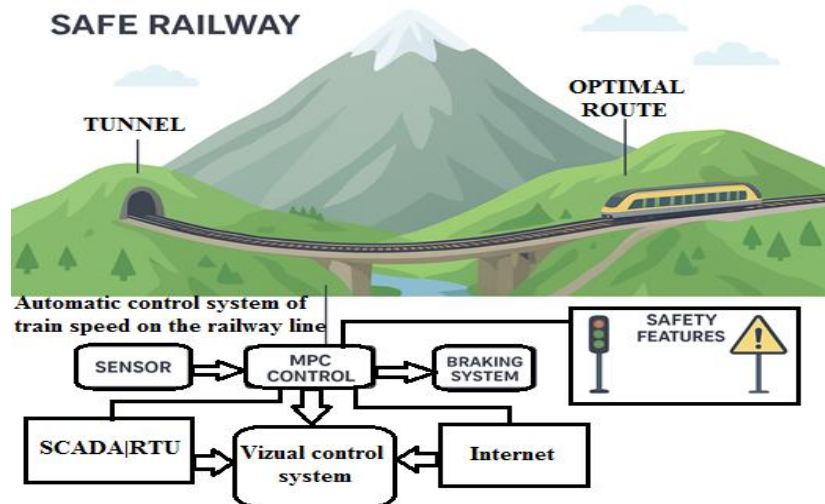 SAFE RAILWAY
TUNNEL
OPTIMAL
ROUTE
Automatic control system of
train speed on the railway line
SENSOR
MPC
CONTROL
BRAKING
SYSTEM
SAFETY
FEATURES
SCADA|RTU
Vizual control
system
Internet